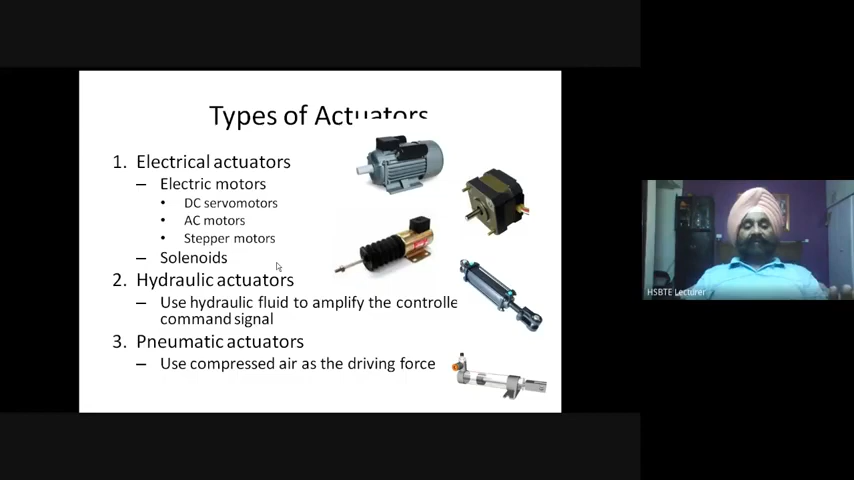 Types of Actuators
1. Electrical actuators
– Electric motors
• DC servomotors
• AC motors
• Stepper motors
– Solenoids
2. Hydraulic actuators
– Use hydraulic fluid to amplify the controlle
command signal
3. Pneumatic actuators
– Use compressed air as the driving force
HSBTE Lecturer